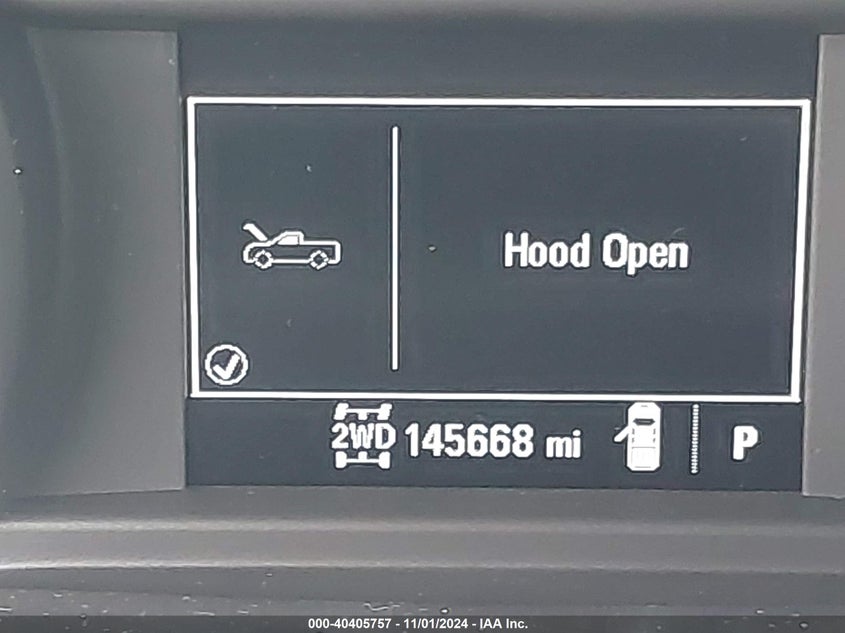 Hood Open
2WD 145668 mi P
000-40405757 - 11/01/2024 - IAA Inc.